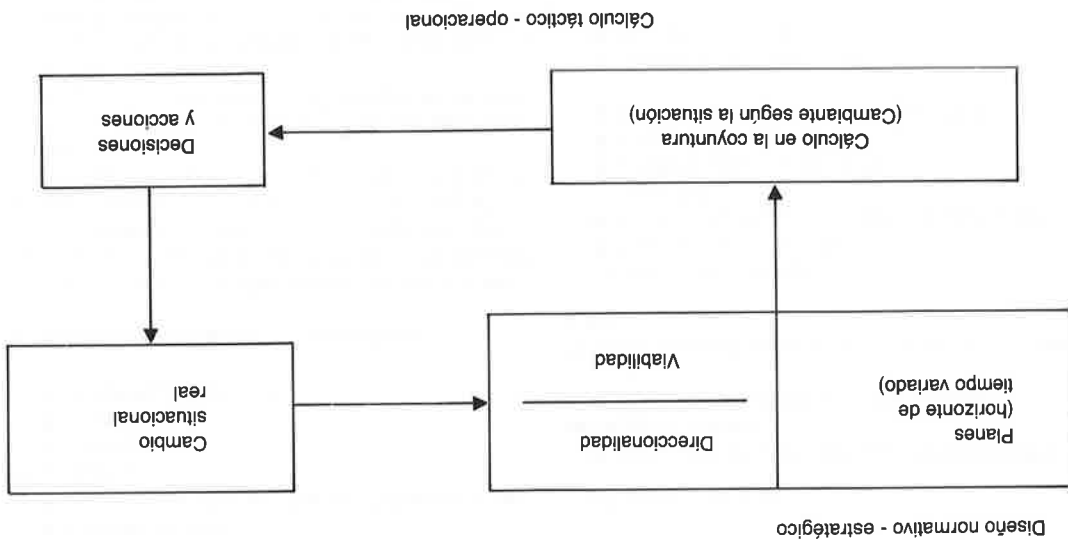 Diseño normativo - estratégico
Planes
(horizonte de
tiempo variado)
Direccionalidad
Viabilidad
Cambio
situacional
real
Cálculo en la coyuntura
(Cambiante según la situación)
Decisiones
y acciones
Cálculo táctico - operacional